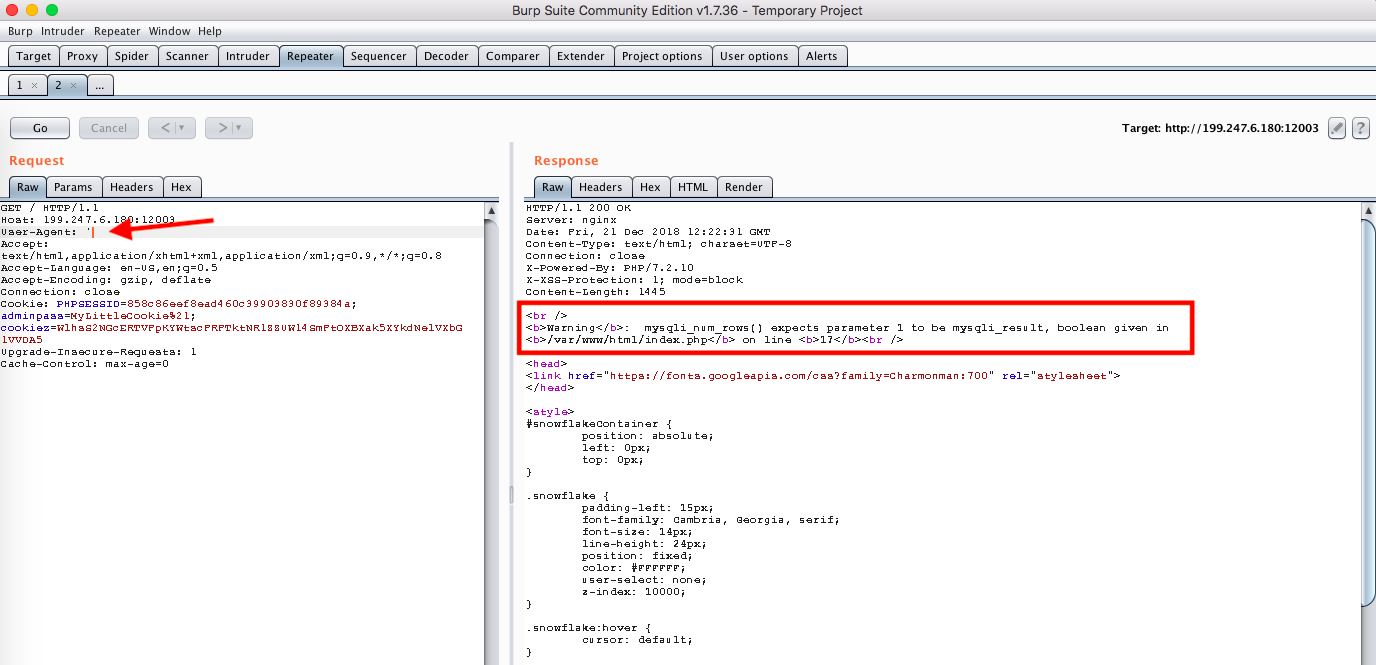 Burp Suite Community Edition v1.7.36 - Temporary Project
Burp Intruder Repeater Window Help
Target Proxy Spider Scanner Intruder Repeater Sequencer Decoder Comparer Extender Project options User options Alerts
1 × 2 × ...
Go Cancel < ▼ > ▼ Target: http://199.247.6.180:12003 ?
Request
Raw Params Headers Hex
GET / HTTP/1.1
Host: 199.247.6.180:12003
User-Agent: '
Accept:
text/html,application/xhtml+xml,application/xml;q=0.9,*/*;q=0.8
Accept-Language: en-US,en;q=0.5
Accept-Encoding: gzip, deflate
Connection: close
Cookie: PHPSESSID=858c86eef8ead460c39903830f89384a;
adminpass=MyLittleCookie%21;
Upgrade-Insecure-Requests: 1
Cache-Control: max-age=0
Response
Raw Headers Hex HTML Render
HTTP/1.1 200 OK
Server: nginx
Date: Fri, 21 Dec 2018 12:22:31 GMT
Content-Type: text/html; charset=UTF-8
Connection: close
X-Powered-By: PHP/7.2.10
X-XSS-Protection: 1; mode=block
Content-Length: 1445
<br />
<b>Warning</b>:  mysqli_num_rows() expects parameter 1 to be mysqli_result, boolean given in
<b>/var/www/html/index.php</b> on line <b>17</b><br />
<head>
<link href="https://fonts.googleapis.com/css?family=Charmonman:700" rel="stylesheet">
</head>
<style>
#snowflakeContainer {
position: absolute;
left: 0px;
top: 0px;
}
.snowflake {
padding-left: 15px;
font-family: Cambria, Georgia, serif;
font-size: 14px;
line-height: 24px;
position: fixed;
color: #FFFFFF;
user-select: none;
z-index: 10000;
}
.snowflake:hover {
cursor: default;
}